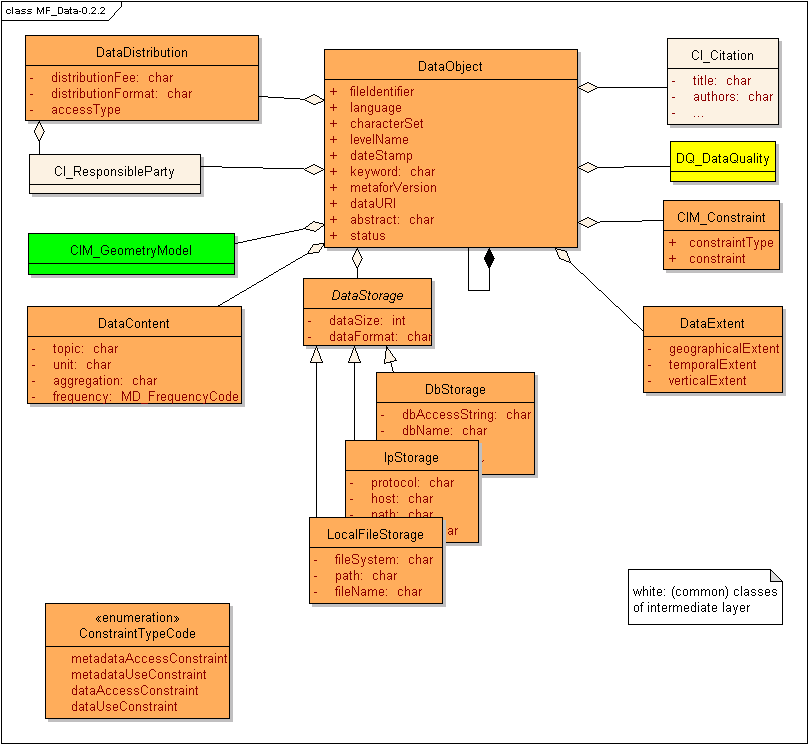 class MF_Data-0.2.2
DataDistribution
- distributionFee: char
- distributionFormat: char
- accessType
CI_ResponsibleParty
CIM_GeometryModel
DataContent
- topic: char
- unit: char
- aggregation: char
- frequency: MD_FrequencyCode
DataObject
+ fileIdentifier
+ language
+ characterSet
+ levelName
+ dateStamp
+ keyword: char
+ metaforVersion
+ dataURI
+ abstract: char
+ status
CI_Citation
- title: char
- authors: char
- ...
DQ_DataQuality
CIM_Constraint
+ constraintType
+ constraint
DataExtent
- geographicalExtent
- temporalExtent
- verticalExtent
DataStorage
- dataSize: int
- dataFormat: char
DbStorage
- dbAccessString: char
- dbName: char
IpStorage
- protocol: char
- host: char
- path: char
LocalFileStorage
- fileSystem: char
- path: char
- fileName: char
«enumeration»
ConstraintTypeCode
metadataAccessConstraint
metadataUseConstraint
dataAccessConstraint
dataUseConstraint
white: (common) classes
of intermediate layer